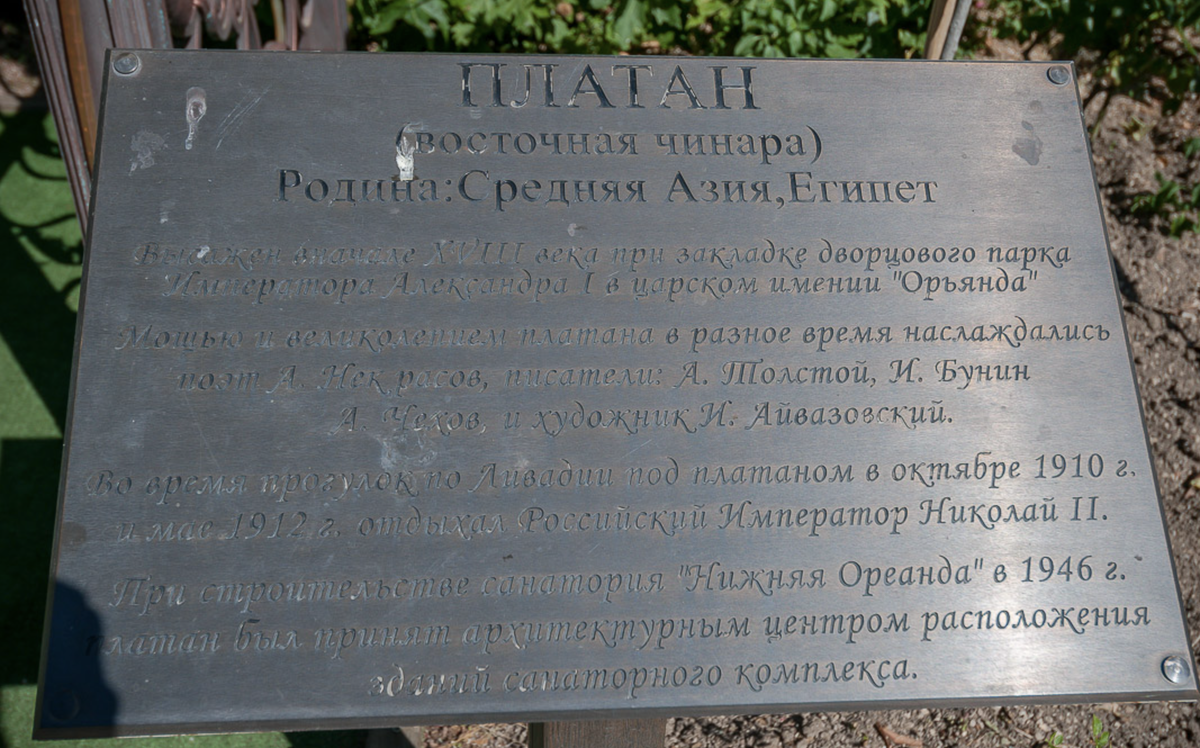 ПЛАТАН
(восточная чинара)
Родина:Средняя Азия,Египет
Высажен вначале XVIII века при закладке дворцового парка
Императора Александра I в царском имении "Орьянда"
Мощью и великолепием платана в разное время наслаждались
поэт А. Нек расов, писатели: А. Толстой, И. Бунин
А. Чехов, и художник И. Айвазовский.
Во время прогулок по Ливадии под платаном в октябре 1910 г.
и мае 1912 г. отдыхал Российский Император Николай II.
При строительстве санатория "Нижняя Ореанда" в 1946 г.
платан был принят архитектурным центром расположения
зданий санаторного комплекса.